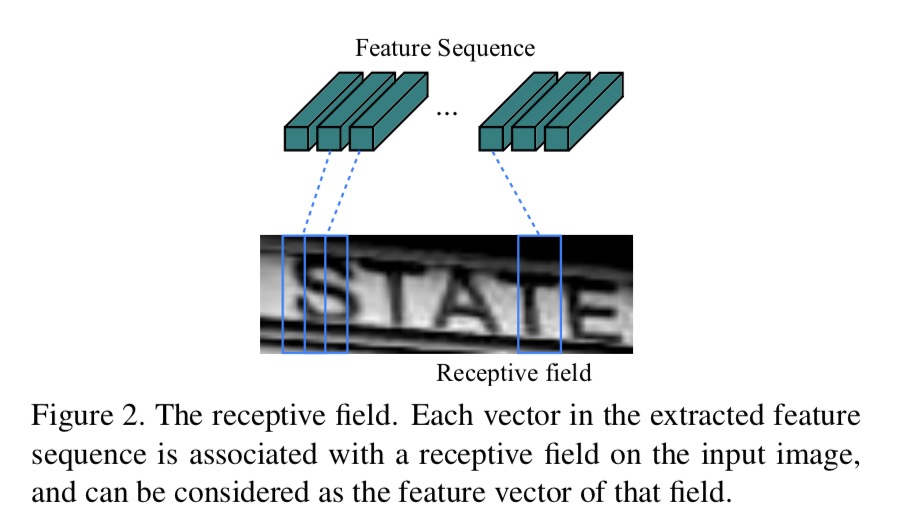 Feature Sequence
...
STATE
Receptive field
Figure 2. The receptive field. Each vector in the extracted feature
sequence is associated with a receptive field on the input image,
and can be considered as the feature vector of that field.